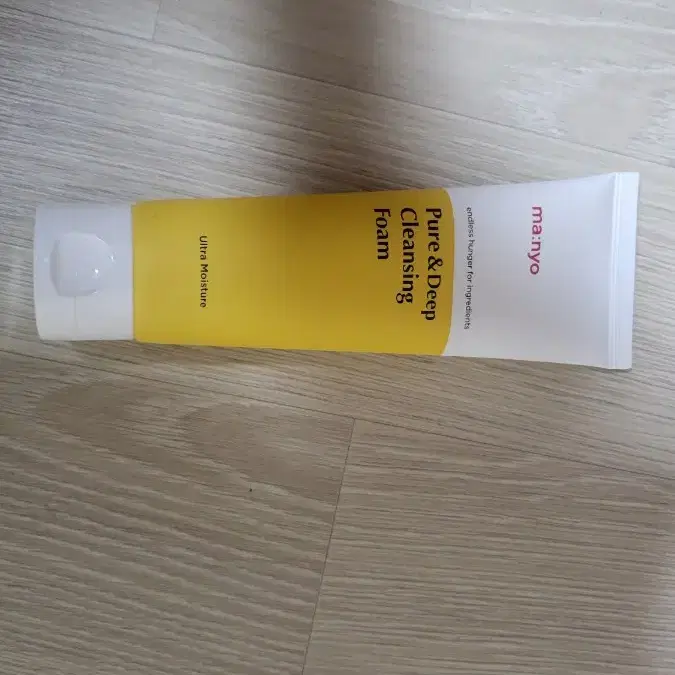 ma:nyo
endless hunger for ingredients
Pure & Deep
Cleansing
Foam
Ultra Moisture